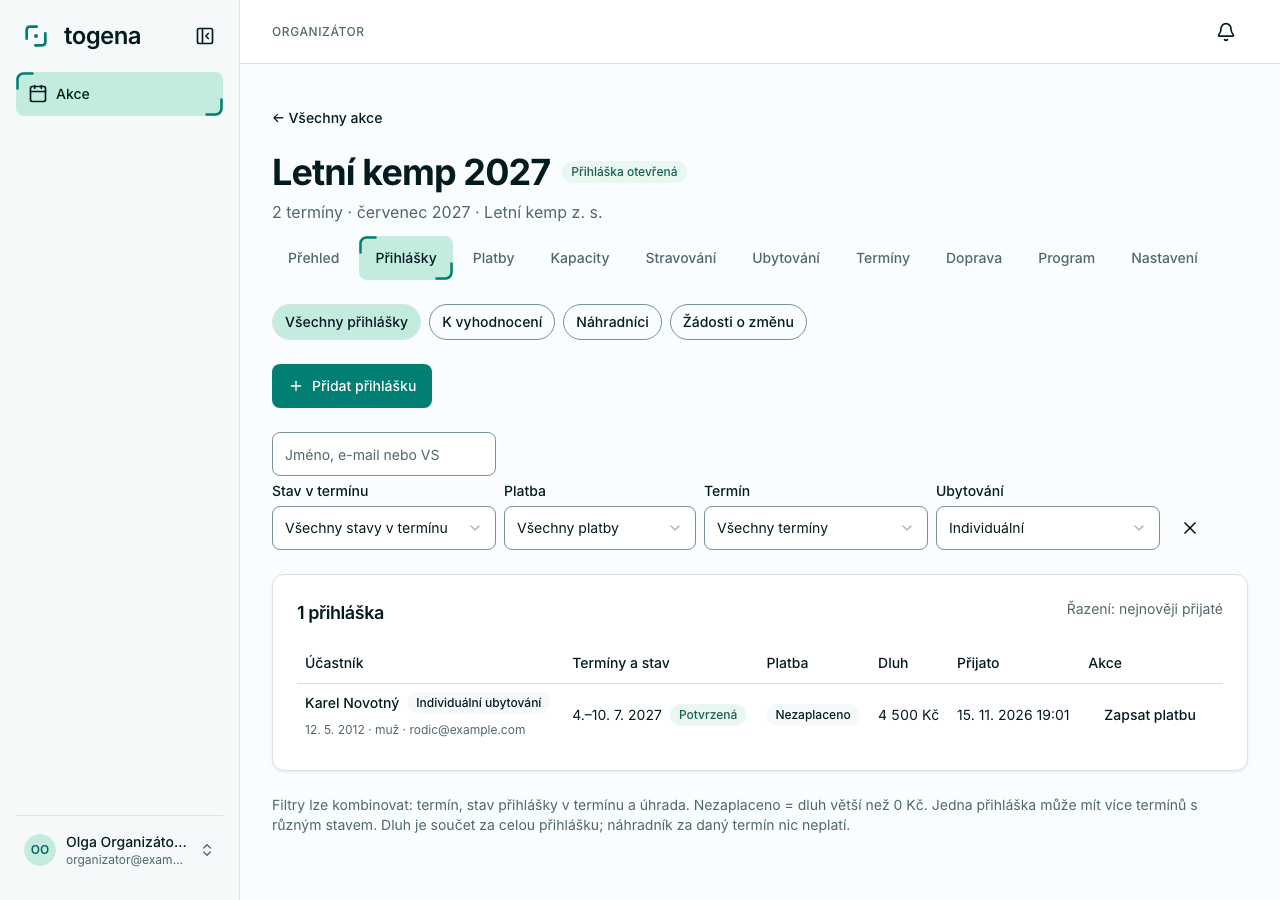 togena
ORGANIZÁTOR
Akce
← Všechny akce
Letní kemp 2027 Přihláška otevřená
2 termíny · červenec 2027 · Letní kemp z. s.
Přehled Přihlášky Platby Kapacity Stravování Ubytování Termíny Doprava Program Nastavení
Všechny přihlášky K vyhodnocení Náhradníci Žádosti o změnu
+ Přidat přihlášku
Jméno, e-mail nebo VS
Stav v termínu Platba Termín Ubytování
Všechny stavy v termínu Všechny platby Všechny termíny Individuální
1 přihláška Řazení: nejnověji přijaté
Účastník Termíny a stav Platba Dluh Přijato Akce
Karel Novotný Individuální ubytování
4.–10. 7. 2027 Potvrzená Nezaplaceno 4 500 Kč 15. 11. 2026 19:01 Zapsat platbu
12. 5. 2012 · muž · rodic@example.com
Filtry lze kombinovat: termín, stav přihlášky v termínu a úhrada. Nezaplaceno = dluh větší než 0 Kč. Jedna přihláška může mít více termínů s
různým stavem. Dluh je součet za celou přihlášku; náhradník za daný termín nic neplatí.
OO Olga Organizáto...
organizator@exam...